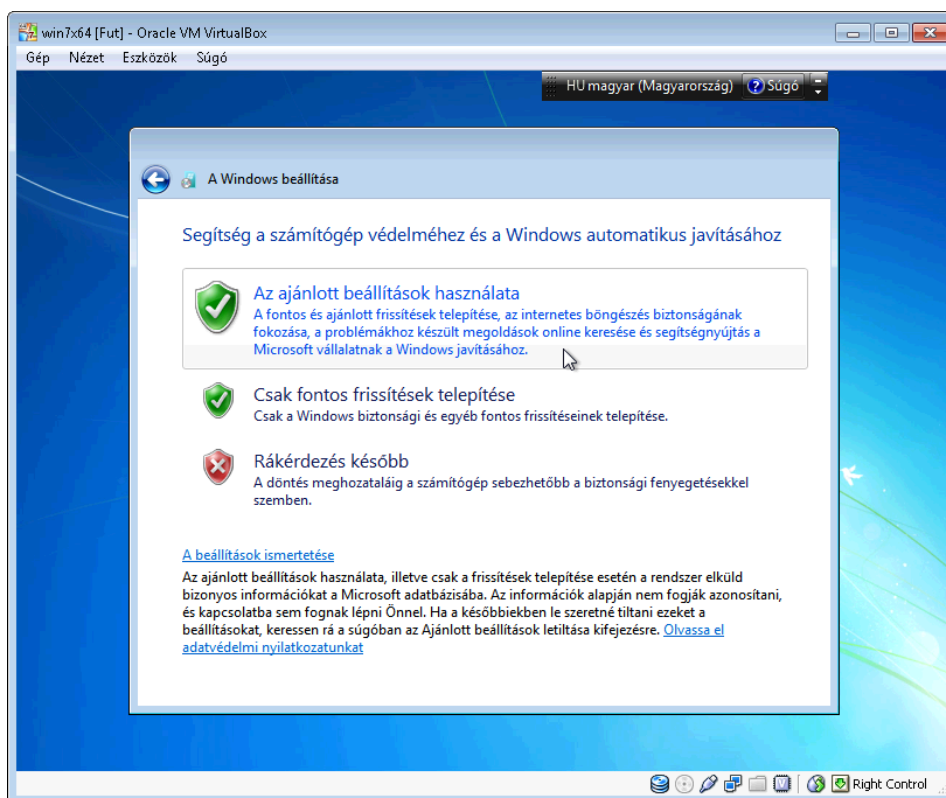 win7x64 [Fut] - Oracle VM VirtualBox
Gép Nézet Eszközök Súgó
HU magyar (Magyarország) ? Súgó
A Windows beállítása
Segítség a számítógép védelméhez és a Windows automatikus javításához
Az ajánlott beállítások használata
A fontos és ajánlott frissítések telepítése, az internetes böngészés biztonságának
fokozása, a problémákhoz készült megoldások online keresése és segítségnyújtás a
Microsoft vállalatnak a Windows javításához.
Csak fontos frissítések telepítése
Csak a Windows biztonsági és egyéb fontos frissítéseinek telepítése.
Rákérdezés később
A döntés meghozataláig a számítógép sebezhetőbb a biztonsági fenyegetésekkel
szemben.
A beállítások ismertetése
Az ajánlott beállítások használata, illetve csak a frissítések telepítése esetén a rendszer elküld
bizonyos információkat a Microsoft adatbázisába. Az információk alapján nem fogják azonosítani,
és kapcsolatba sem fognak lépni Önnel. Ha a későbbiekben le szeretné tiltani ezeket a
beállításokat, keressen rá a súgóban az Ajánlott beállítások letiltása kifejezésre. Olvassa el
adatvédelmi nyilatkozatunkat
Right Control